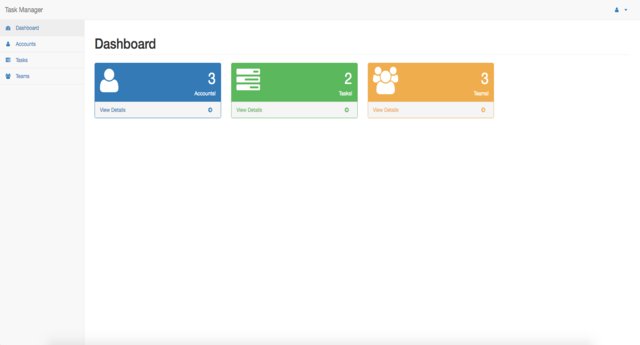 Task Manager
Dashboard
Accounts
Tasks
Teams
Dashboard
3
Accounts!
View Details
2
Tasks!
View Details
3
Teams!
View Details